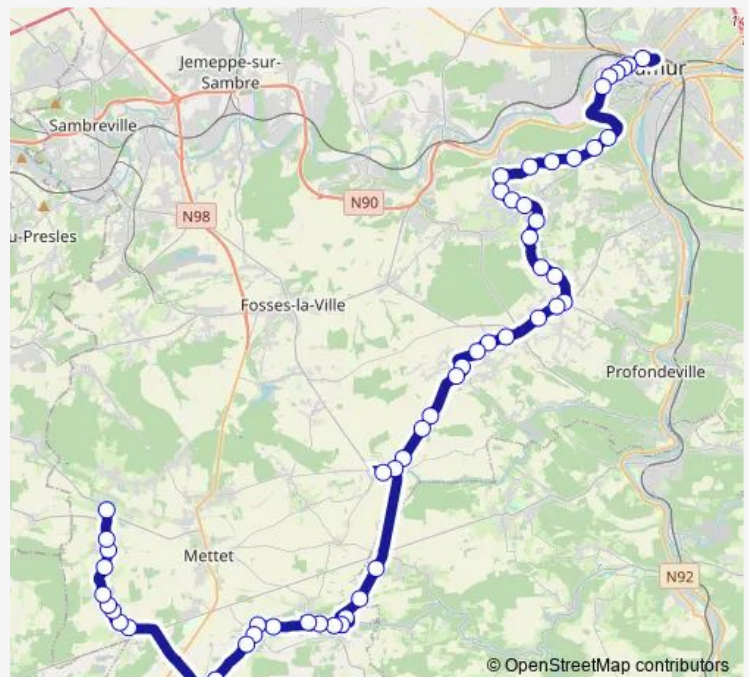 Jemeppe-sur-
Sambre
Sambreville
N98
N90
u-Presles
Fosses-la-Ville
Profondeville
Mettet
N92
© OpenStreetMap contributors